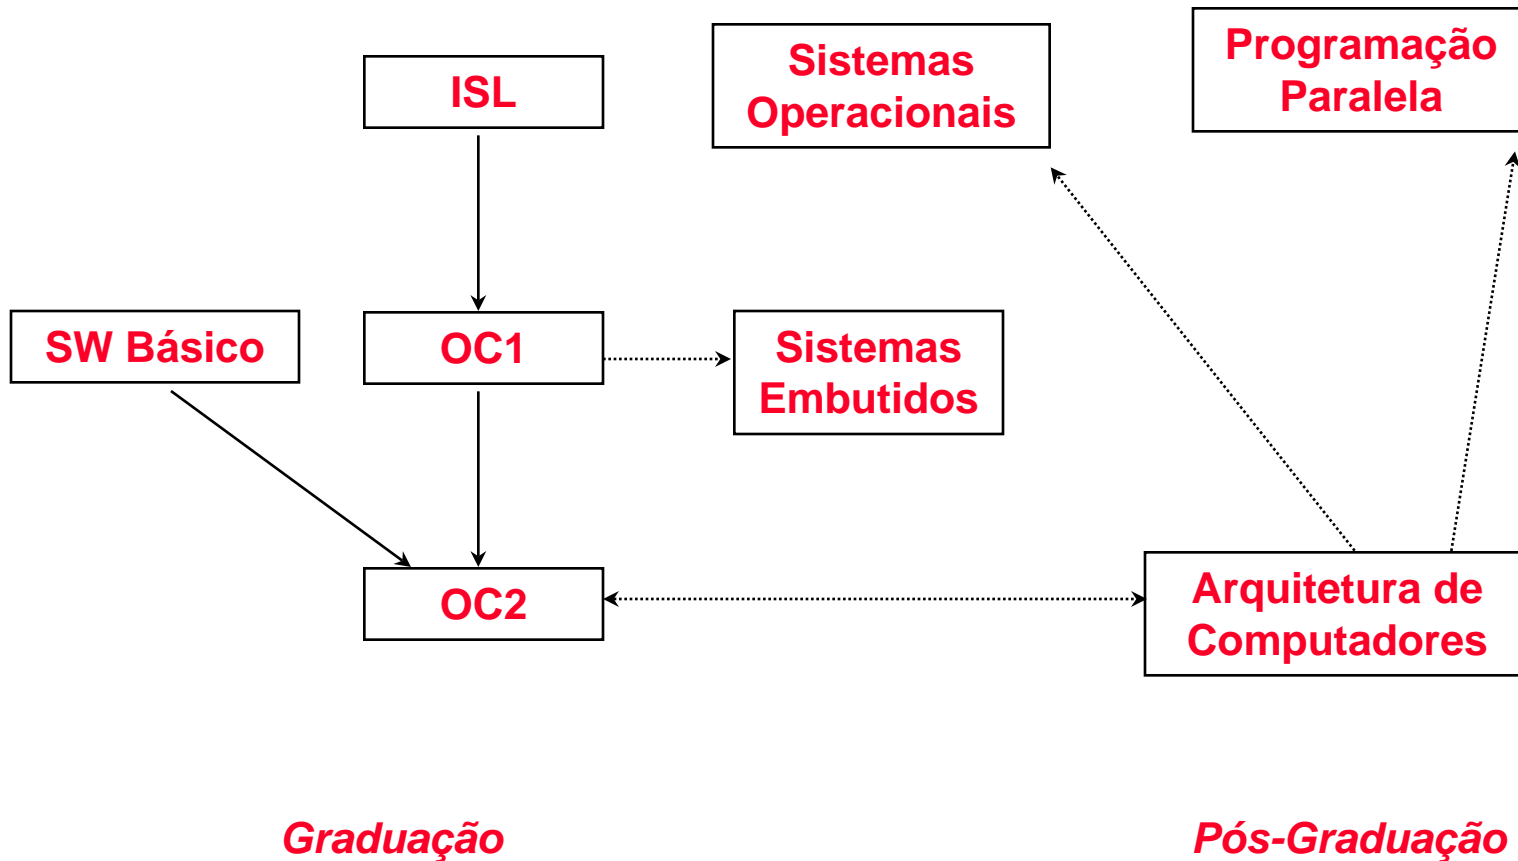 ISL
Sistemas
Operacionais
Programação
Paralela
SW Básico
OC1
Sistemas
Embutidos
OC2
Arquitetura de
Computadores
Graduação
Pós-Graduação